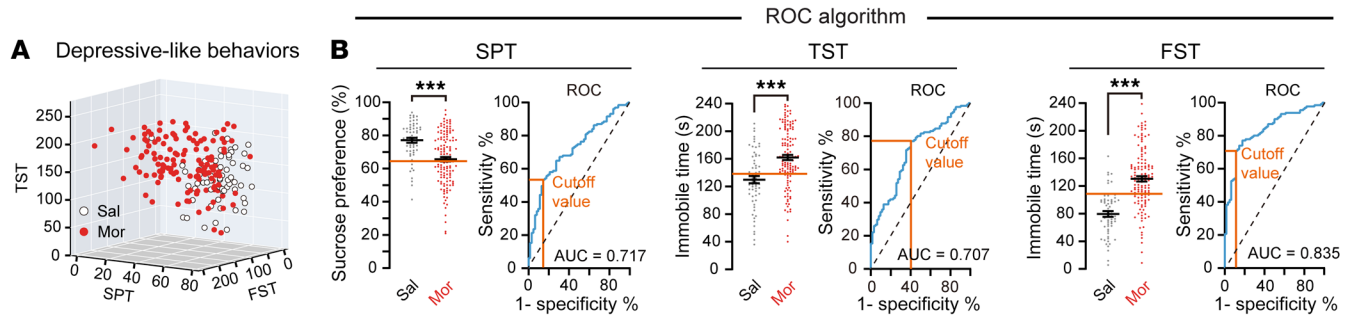 ROC algorithm
A Depressive-like behaviors
TST
250
200
150
100
50
0
Sal
Mor
0
20
40
60
80
SPT
200
100
0
FST
B
SPT
Sucrose preference (%)
100
80
60
40
20
0
***
Sal
Mor
ROC
Sensitivity %
100
80
60
40
20
0
Cutoff
value
AUC = 0.717
0 40 80
1- specificity %
TST
Immobile time (s)
240
200
160
120
80
40
0
***
Sal
Mor
ROC
Sensitivity %
100
80
60
40
20
0
Cutoff
value
AUC = 0.707
0 40 80
1- specificity %
FST
Immobile time (s)
240
200
160
120
80
40
0
***
Sal
Mor
ROC
Sensitivity %
100
80
60
40
20
0
Cutoff
value
AUC = 0.835
0 40 80
1- specificity %